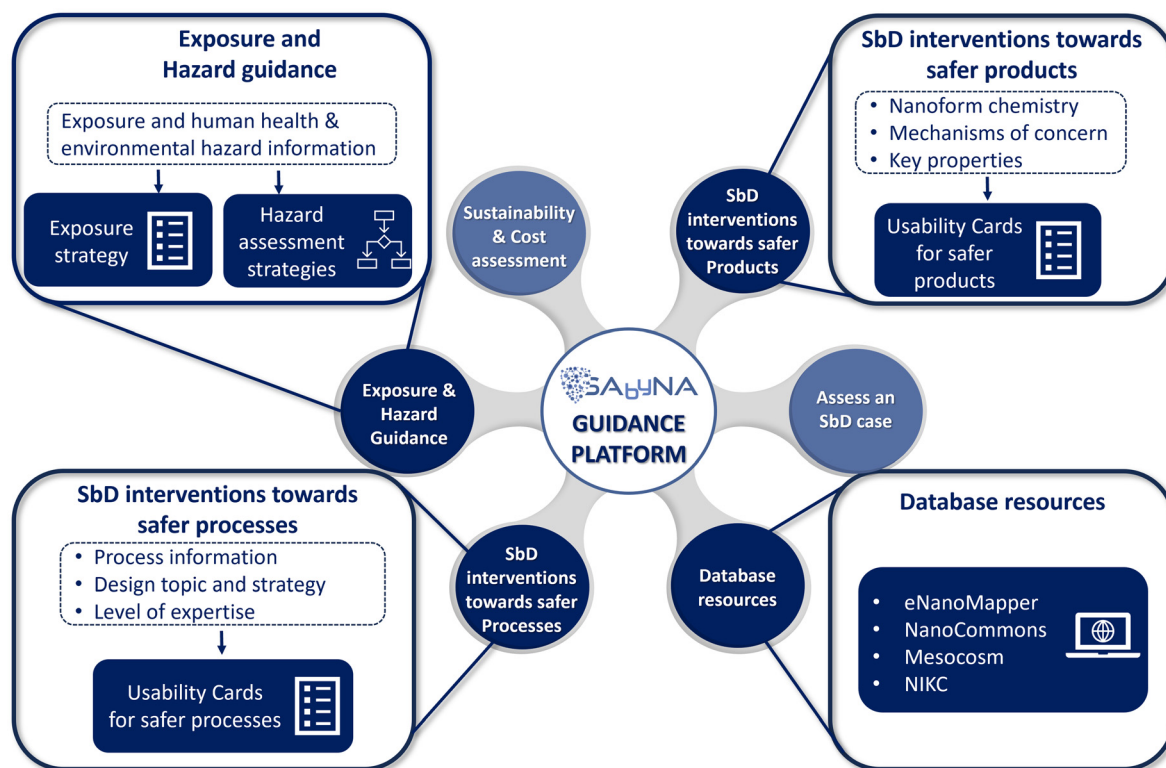 Exposure and
Hazard guidance
Exposure and human health &
environmental hazard information
Exposure
strategy
Hazard
assessment
strategies
SbD interventions towards
safer products
• Nanoform chemistry
• Mechanisms of concern
• Key properties
Usability Cards
for safer
products
Sustainability
& Cost
assessment
SbD
interventions
towards safer
Products
Exposure &
Hazard
Guidance
SAbyNA
GUIDANCE
PLATFORM
Assess an
SbD case
SbD
interventions
towards safer
Processes
Database
resources
SbD interventions towards
safer processes
• Process information
• Design topic and strategy
• Level of expertise
Usability Cards
for safer processes
Database resources
• eNanoMapper
• NanoCommons
• Mesocosm
• NIKC